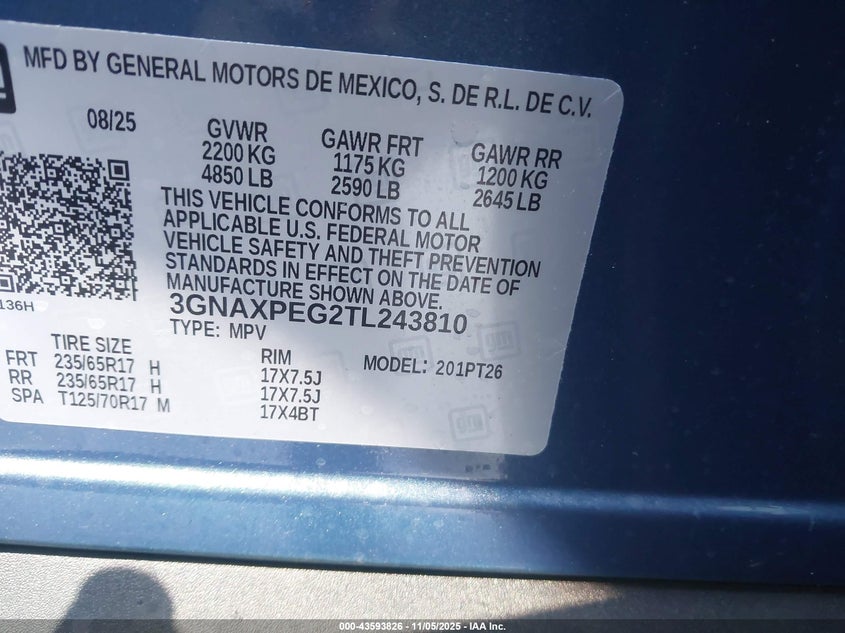 MFD BY GENERAL MOTORS DE MEXICO, S. DE R.L. DE C.V.
08/25
GVWR
2200 KG
4850 LB
GAWR FRT
1175 KG
2590 LB
GAWR RR
1200 KG
2645 LB
THIS VEHICLE CONFORMS TO ALL
APPLICABLE U.S. FEDERAL MOTOR
VEHICLE SAFETY AND THEFT PREVENTION
STANDARDS IN EFFECT ON THE DATE OF
MANUFACTURE SHOWN ABOVE.
3GNAXPEG2TL243810
TYPE: MPV
136H
TIRE SIZE
RIM
MODEL: 201PT26
FRT 235/65R17 H 17X7.5J
RR 235/65R17 H 17X7.5J
SPA T125/70R17 M 17X4BT
gm
000-43593826 - 11/05/2025 - IAA Inc.